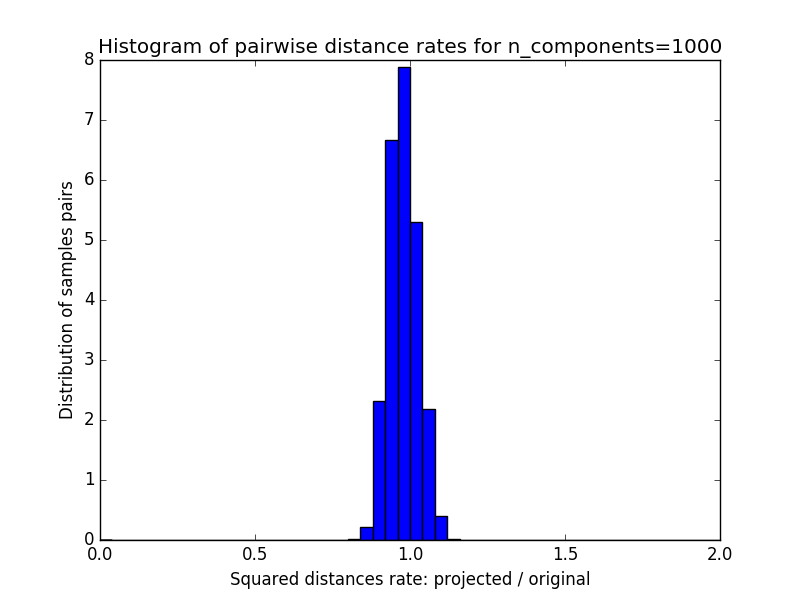 Histogram of pairwise distance rates for n_components=1000
8
7
6
5
4
3
2
1
0
Distribution of samples pairs
0.0 0.5 1.0 1.5 2.0
Squared distances rate: projected / original